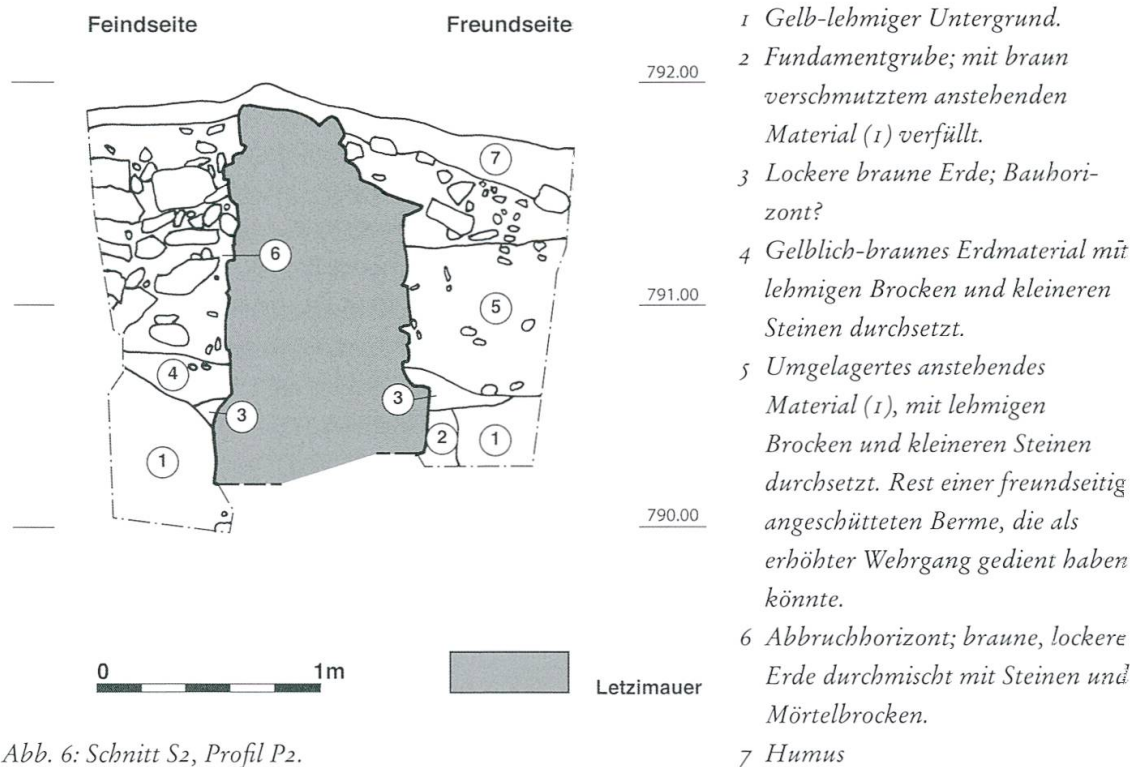 Feindseite
Freundseite
792.00
791.00
790.00
7
6
5
4
3
3
2
1
1
0
1m
Letzimauer
Abb. 6: Schnitt S2, Profil P2.
1 Gelb-lehmiger Untergrund.
2 Fundamentgrube; mit braun
verschmutztem anstehenden
Material (1) verfüllt.
3 Lockere braune Erde; Bauhori-
zont?
4 Gelblich-braunes Erdmaterial mit
lehmigen Brocken und kleineren
Steinen durchsetzt.
5 Umgelagertes anstehendes
Material (1), mit lehmigen
Brocken und kleineren Steinen
durchsetzt. Rest einer freundseitig
angeschütteten Berme, die als
erhöhter Wehrgang gedient haben
könnte.
6 Abbruchhorizont; braune, lockere
Erde durchmischt mit Steinen und
Mörtelbrocken.
7 Humus